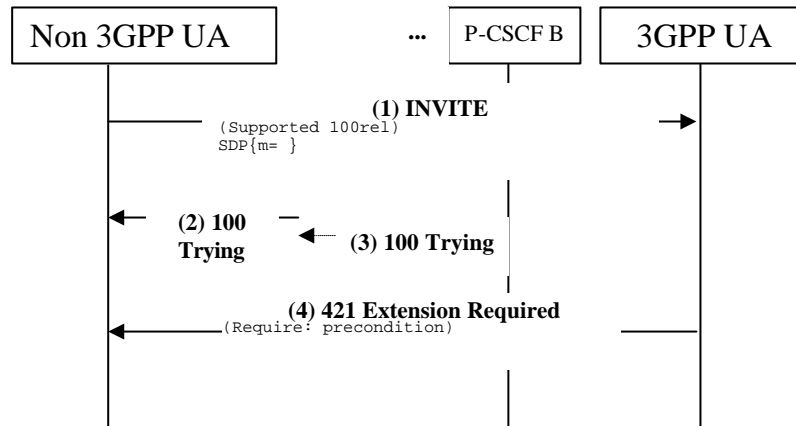 Non 3GPP UA
...
P-CSCF B
3GPP UA
(1) INVITE
(Supported 100rel)
SDP{m= }
(2) 100
Trying
(3) 100 Trying
(4) 421 Extension Required
(Require: precondition)